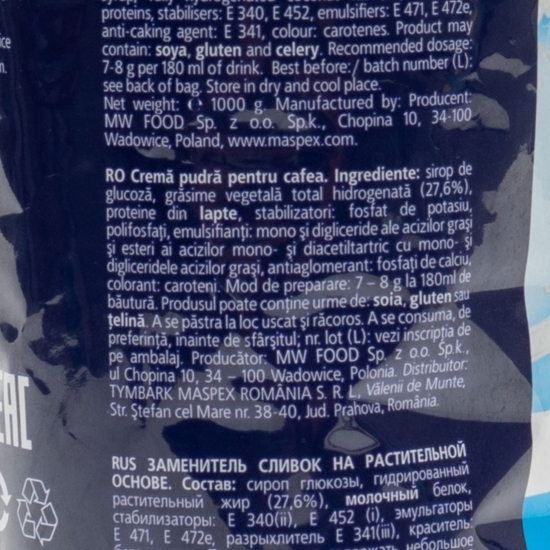 proteins, stabilisers: E 340, E 452, emulsifiers: E 471, E 472e,
anti-caking agent: E 341, colour: carotenes. Product may
contain: soya, gluten and celery. Recommended dosage:
7-8 g per 180 ml of drink. Best before:/ batch number (L):
see back of bag. Store in dry and cool place.
Net weight: ℮ 1000 g. Manufactured by: Producent:
MW FOOD Sp. z o.o. Sp.k., Chopina 10, 34-100
Wadowice, Poland, www.maspex.com.
RO Cremă pudră pentru cafea. Ingrediente: sirop de
glucoză, grăsime vegetală total hidrogenată (27,6%),
proteine din lapte, stabilizatori: fosfat de potasiu,
polifosfați, emulsifianți: mono și digliceride ale acizilor grași
și esteri ai acizilor mono- și diacetiltartric cu mono- și
digliceridele acizilor grași, antiaglomerant: fosfați de calciu,
colorant: caroteni. Mod de preparare: 7 – 8 g la 180ml de
băutură. Produsul poate conține urme de: soia, gluten sau
țelină. A se păstra la loc uscat și răcoros. A se consuma, de
preferință, înainte de sfârșitul; nr. lot (L): vezi inscripția de
pe ambalaj. Producător: MW FOOD Sp. z o.o. Sp.k.,
ul Chopina 10, 34 – 100 Wadowice, Polonia. Distribuitor:
TYMBARK MASPEX ROMÂNIA S. R. L, Vălenii de Munte,
Str. Ștefan cel Mare nr. 38-40, Jud. Prahova, România.
RUS ЗАМЕНИТЕЛЬ СЛИВОК НА РАСТИТЕЛЬНОЙ
ОСНОВЕ. Состав: сироп глюкозы, гидрированный
растительный жир (27,6%), молочный белок,
стабилизаторы: E 340(ii), E 452 (i), эмульгаторы
E 471, E 472e, разрыхлитель E 341(iii), краситель:
небольшое